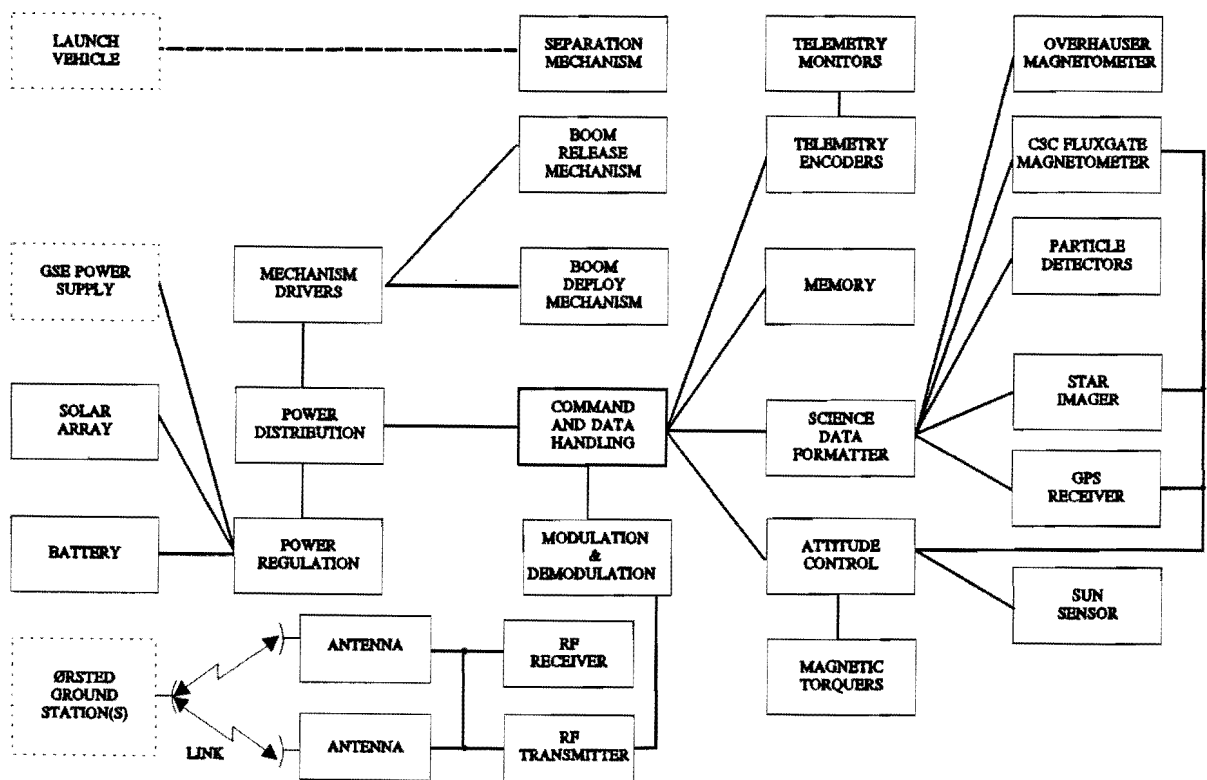 LAUNCH
VEHICLE
SEPARATION
MECHANISM
TELEMETRY
MONITORS
OVERHAUSER
MAGNETOMETER
BOOM
RELEASE
MECHANISM
TELEMETRY
ENCODERS
CSC FLUXGATE
MAGNETOMETER
GSE POWER
SUPPLY
MECHANISM
DRIVERS
BOOM
DEPLOY
MECHANISM
MEMORY
PARTICLE
DETECTORS
SOLAR
ARRAY
POWER
DISTRIBUTION
COMMAND
AND DATA
HANDLING
SCIENCE
DATA
FORMATTER
STAR
IMAGER
GPS
RECEIVER
BATTERY
POWER
REGULATION
MODULATION
&
DEMODULATION
ATTITUDE
CONTROL
SUN
SENSOR
ØRSTED
GROUND
STATION(S)
LINK
ANTENNA
RF
RECEIVER
MAGNETIC
TORQUERS
ANTENNA
RF
TRANSMITTER